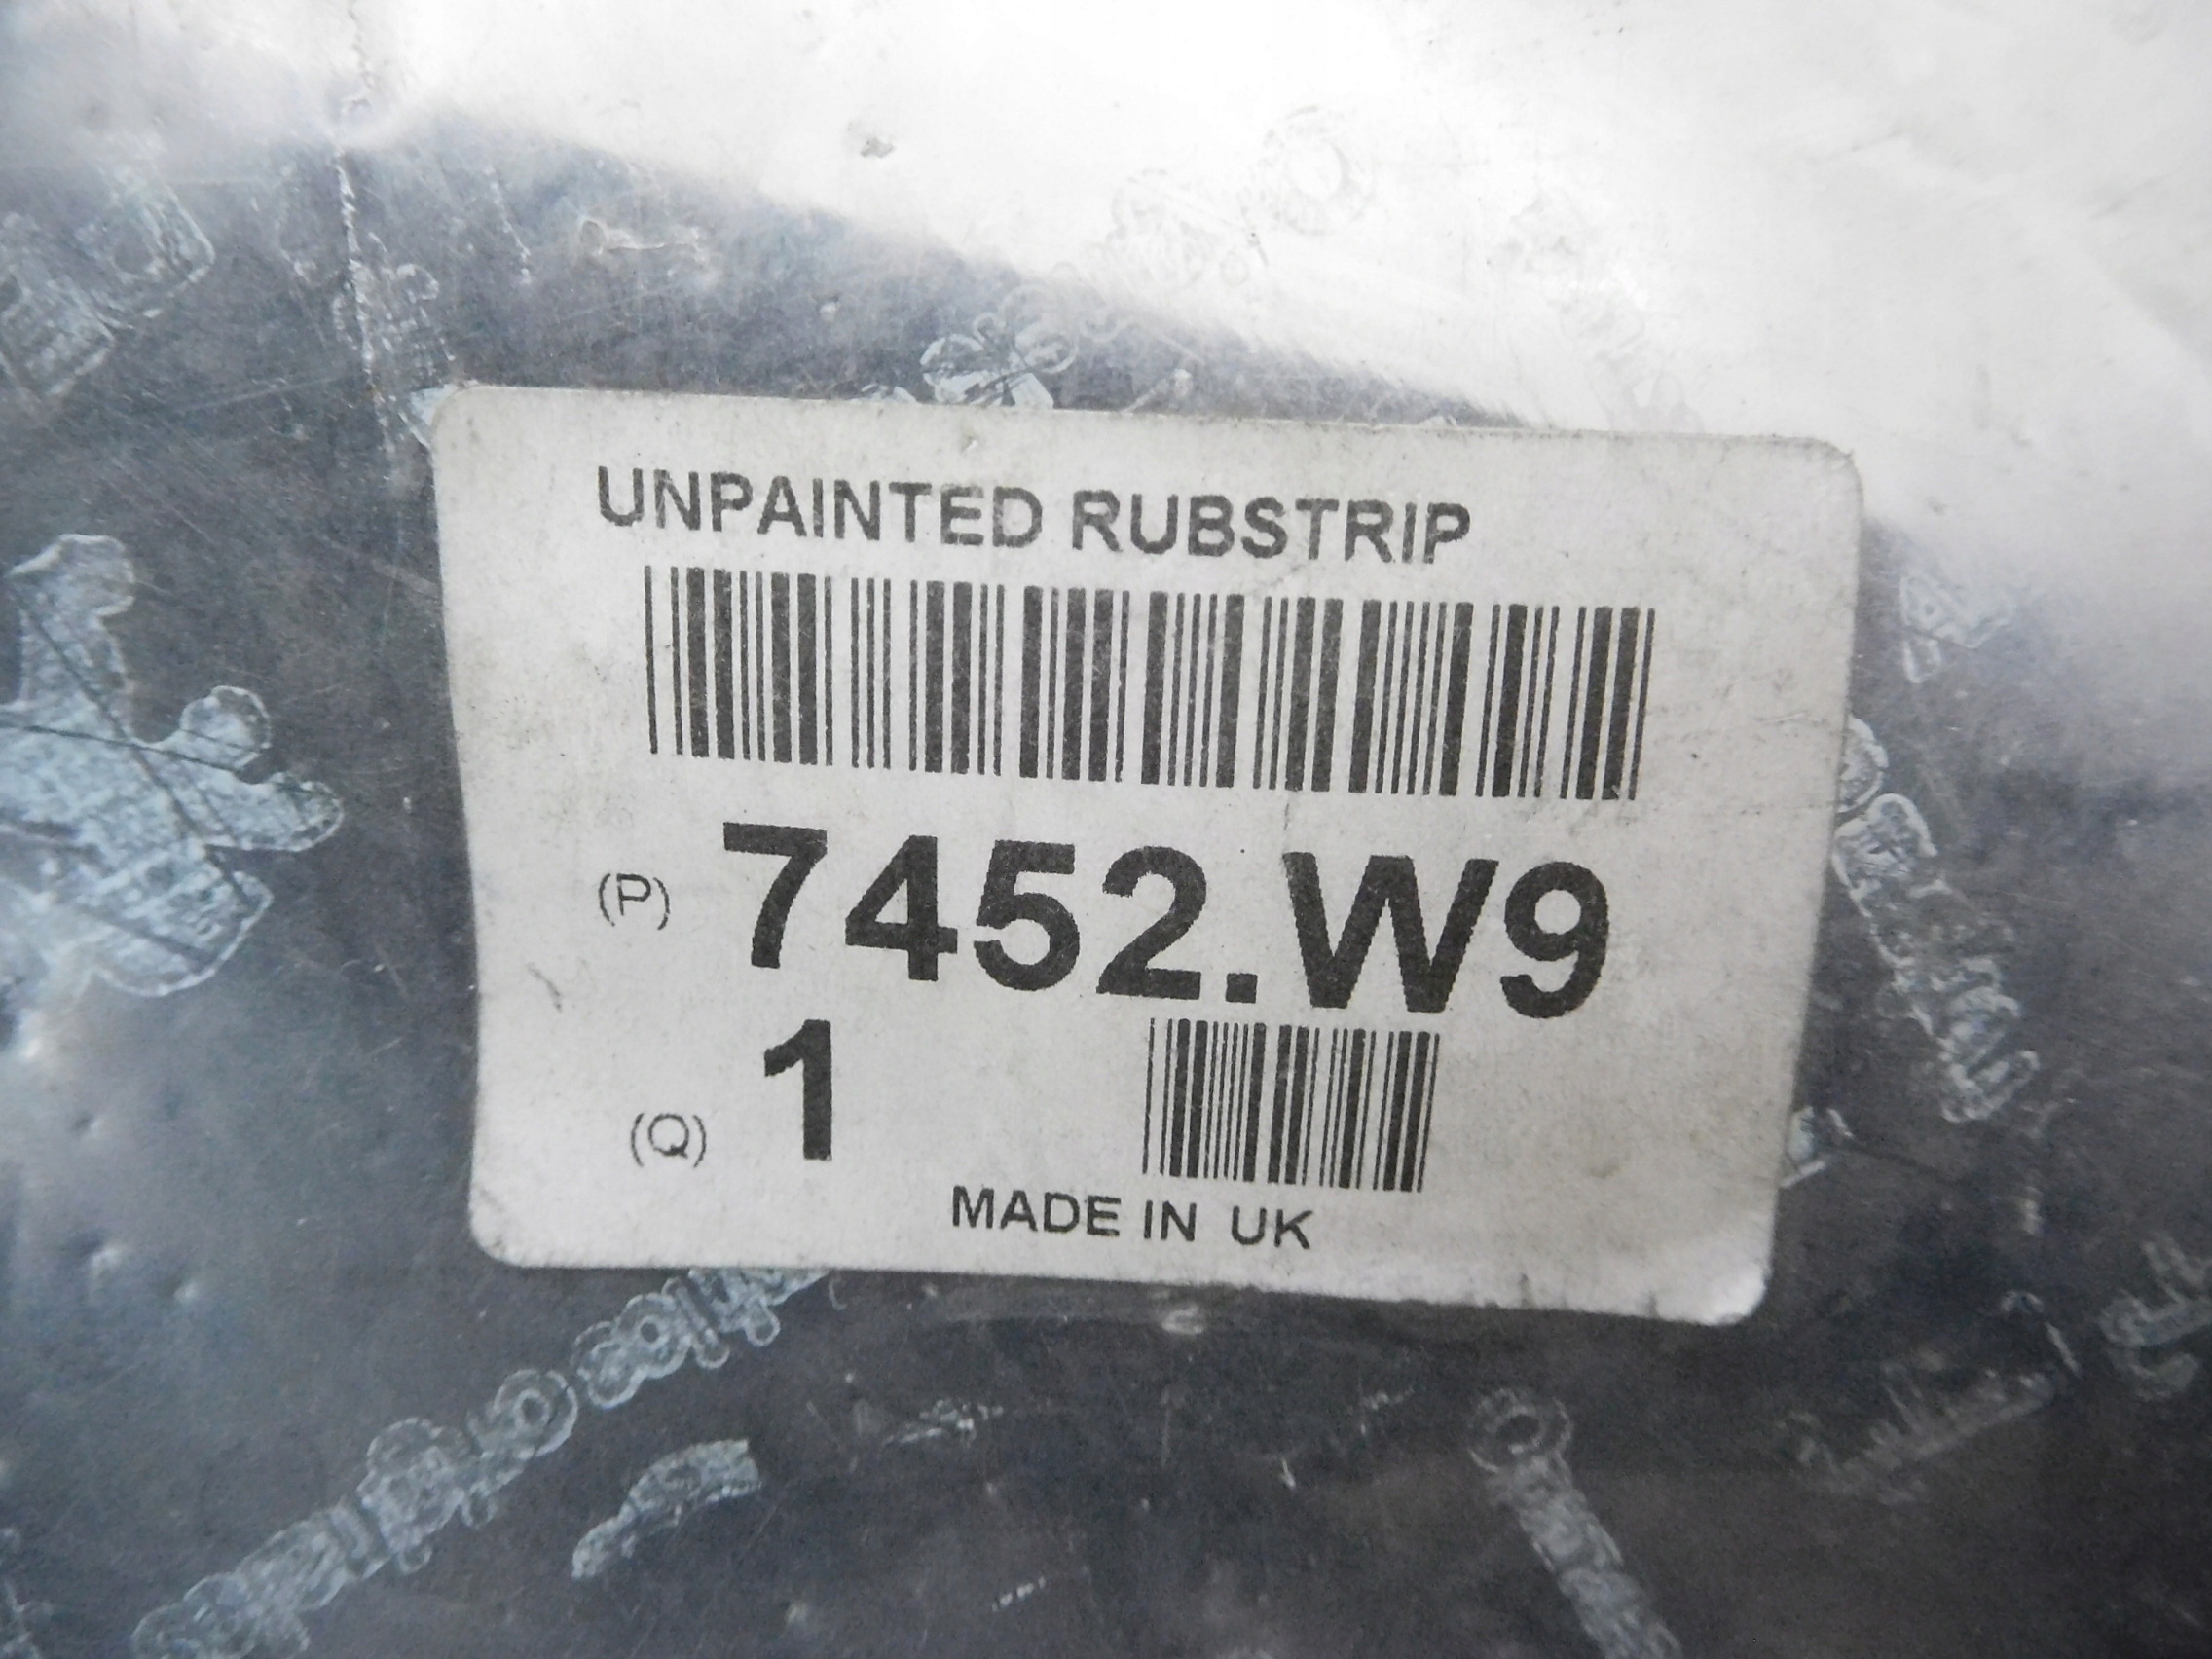 UNPAINTED RUBSTRIP
(P) 7452.W9
(Q) 1
MADE IN UK